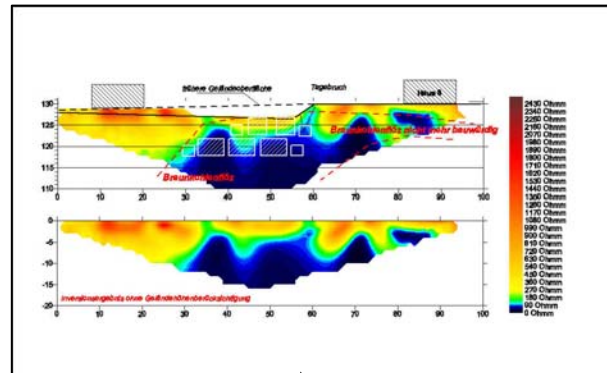 frühere Geländeoberfläche
Tagebruch
Haus
130
125
120
115
110
Braunkohlenflöz nicht mehr bauwürdig
Braunkohlenflöz
0 10 20 30 40 50 60 70 80 90 100
0
-5
-10
-15
-20
Inversionsergebnis ohne Geländehöhenberücksichtigung
0 10 20 30 40 50 60 70 80 90 100
2430 Ohmm
2340 Ohmm
2250 Ohmm
2160 Ohmm
2070 Ohmm
1980 Ohmm
1890 Ohmm
1800 Ohmm
1710 Ohmm
1620 Ohmm
1530 Ohmm
1440 Ohmm
1350 Ohmm
1260 Ohmm
1170 Ohmm
1080 Ohmm
990 Ohmm
900 Ohmm
810 Ohmm
720 Ohmm
630 Ohmm
540 Ohmm
450 Ohmm
360 Ohmm
270 Ohmm
180 Ohmm
90 Ohmm
0 Ohmm